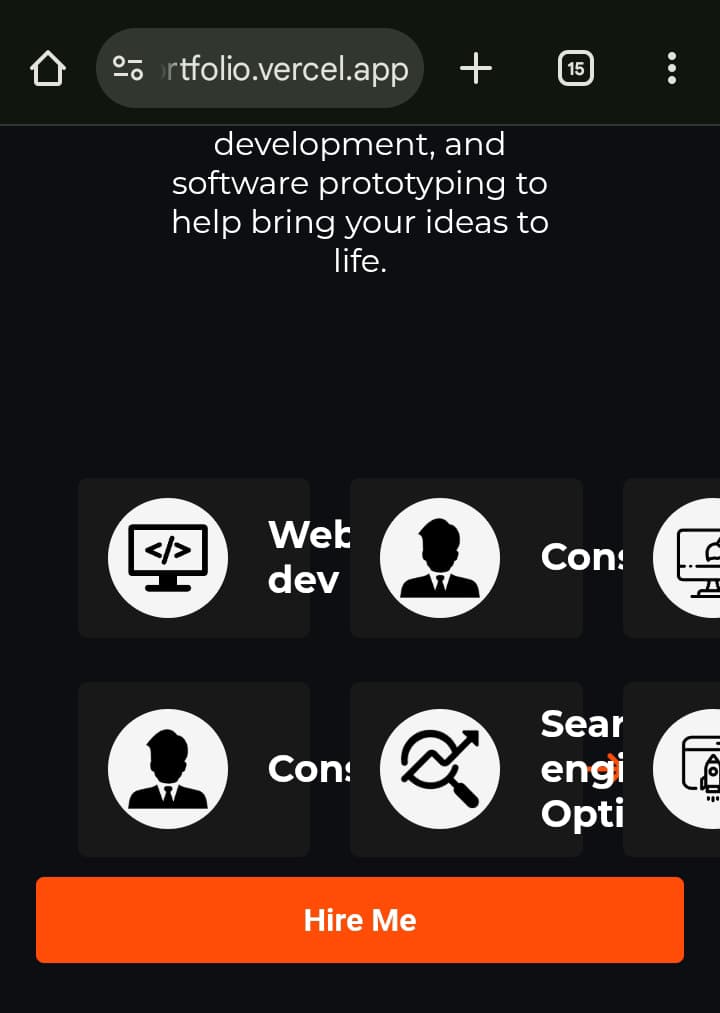 rtfolio.vercel.app
15
development, and
software prototyping to
help bring your ideas to
life.
</>
Web
dev
Cons
Cons
Sear
engi
Opti
Hire Me